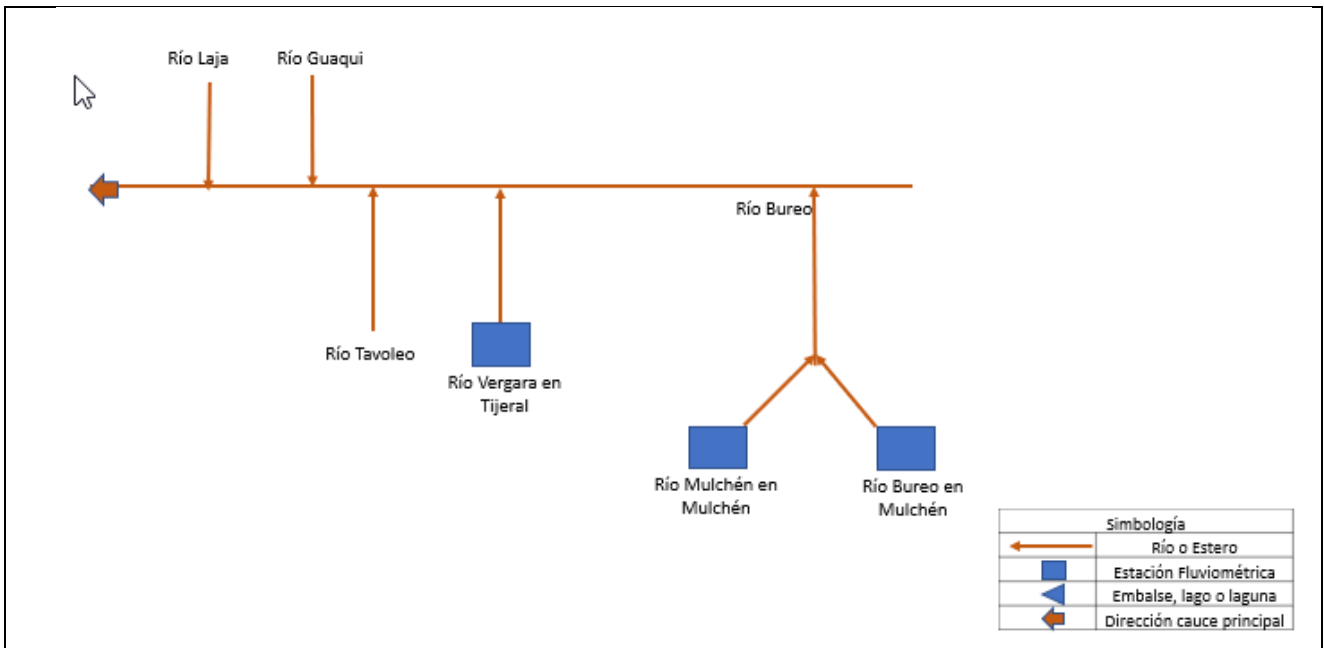 Río Laja
Río Guaqui
Río Bureo
Río Tavoleo
Río Vergara en
Tijeral
Río Mulchén en
Mulchén
Río Bureo en
Mulchén
Simbología
Río o Estero
Estación Fluviométrica
Embalse, lago o laguna
Dirección cauce principal